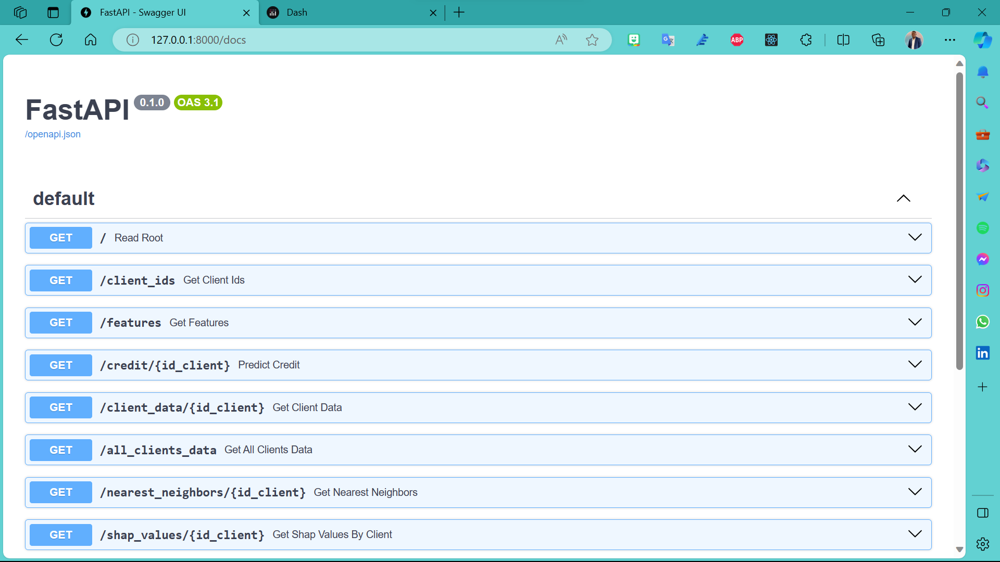 FastAPI - Swagger UI
Dash
127.0.0.1:8000/docs
ABP
FastAPI 0.1.0 OAS 3.1
/openapi.json
default
GET / Read Root
GET /client_ids Get Client Ids
GET /features Get Features
GET /credit/{id_client} Predict Credit
GET /client_data/{id_client} Get Client Data
GET /all_clients_data Get All Clients Data
GET /nearest_neighbors/{id_client} Get Nearest Neighbors
GET /shap_values/{id_client} Get Shap Values By Client